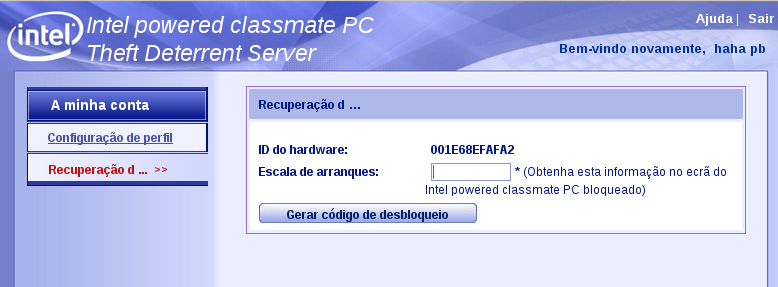 intel
Intel powered classmate PC
Theft Deterrent Server
Ajuda | Sair
Bem-vindo novamente, haha pb
A minha conta
Configuração de perfil
Recuperação d ... >>
Recuperação d ...
ID do hardware: 001E68EFAFA2
Escala de arranques: * (Obtenha esta informação no ecrã do
Intel powered classmate PC bloqueado)
Gerar código de desbloqueio